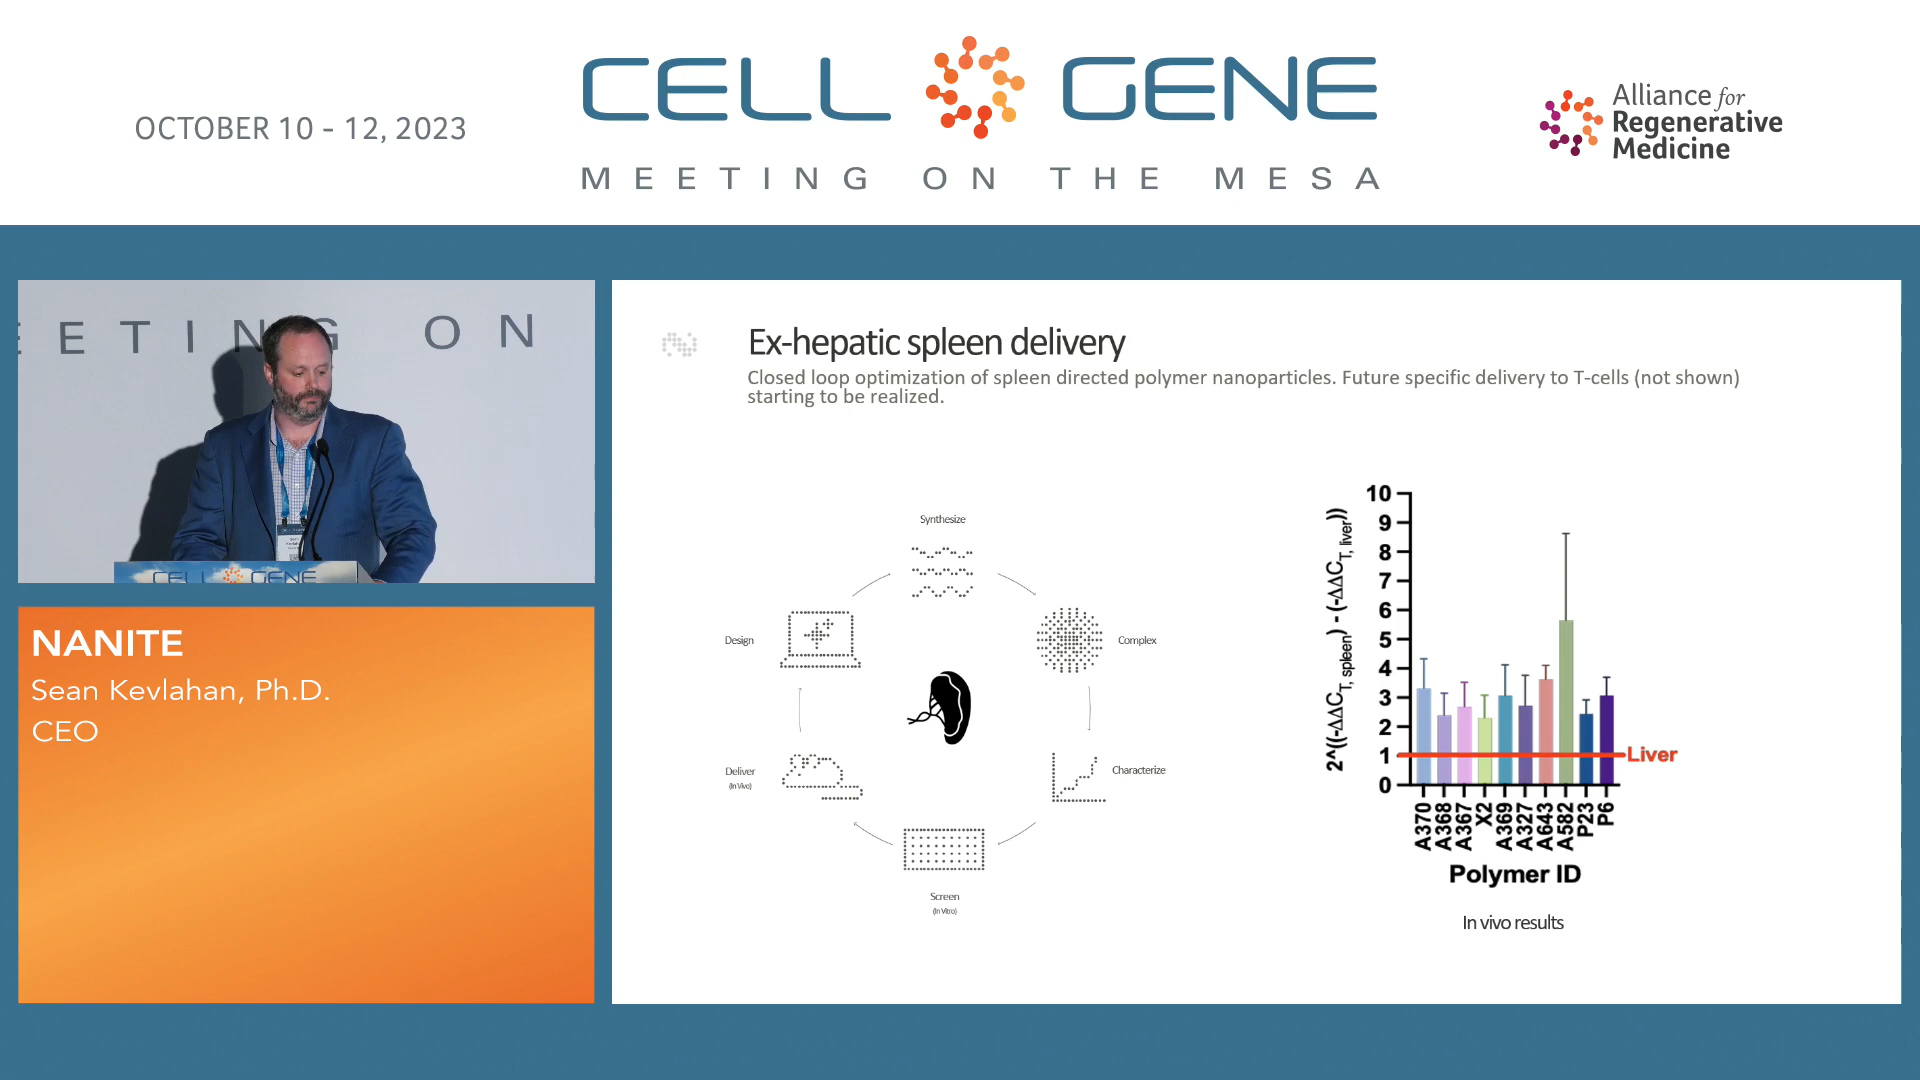 OCTOBER 10 - 12, 2023
CELL GENE
MEETING ON THE MESA
Alliance for
Regenerative
Medicine
EETING ON
CELL GENE
NANITE
Sean Kevlahan, Ph.D.
CEO
Ex-hepatic spleen delivery
Closed loop optimization of spleen directed polymer nanoparticles. Future specific delivery to T-cells (not shown)
starting to be realized.
Synthesize
Design
Complex
Deliver
(In Vivo)
Characterize
Screen
(In Vitro)
2^((-ΔΔCT, spleen) - (-ΔΔCT, liver))
10
9
8
7
6
5
4
3
2
1
0
Liver
A370
A368
A367
X2
A369
A327
A643
A582
P23
P6
Polymer ID
In vivo results